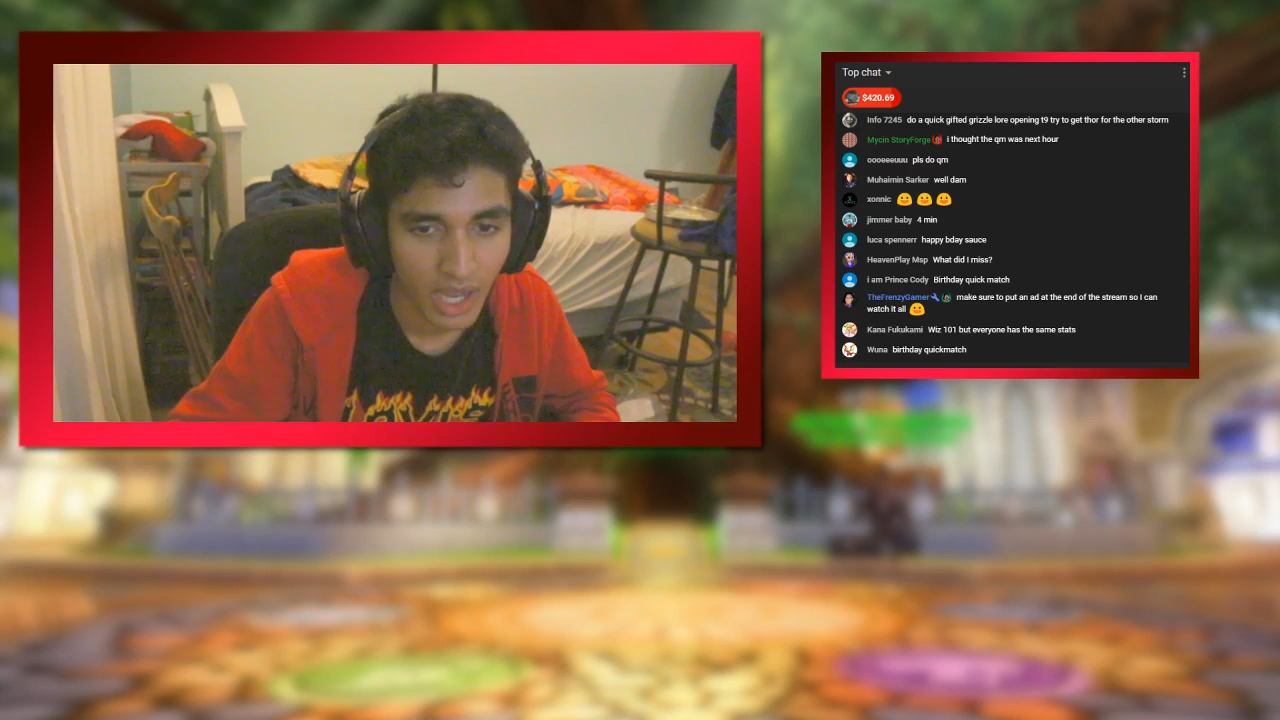 Top chat
$420.69
Info 7245 do a quick gifted grizzle lore opening t9 try to get thor for the other storm
Mycin StoryForge i thought the qm was next hour
oooeeeuuu pls do qm
Muhaimin Sarker well dam
xonnic
jimmer baby 4 min
luca spennerr happy bday sauce
HeavenPlay Msp What did I miss?
i am Prince Cody Birthday quick match
TheFrenzyGamer make sure to put an ad at the end of the stream so I can
watch it all
Kana Fukukami Wiz 101 but everyone has the same stats
Wuna birthday quickmatch